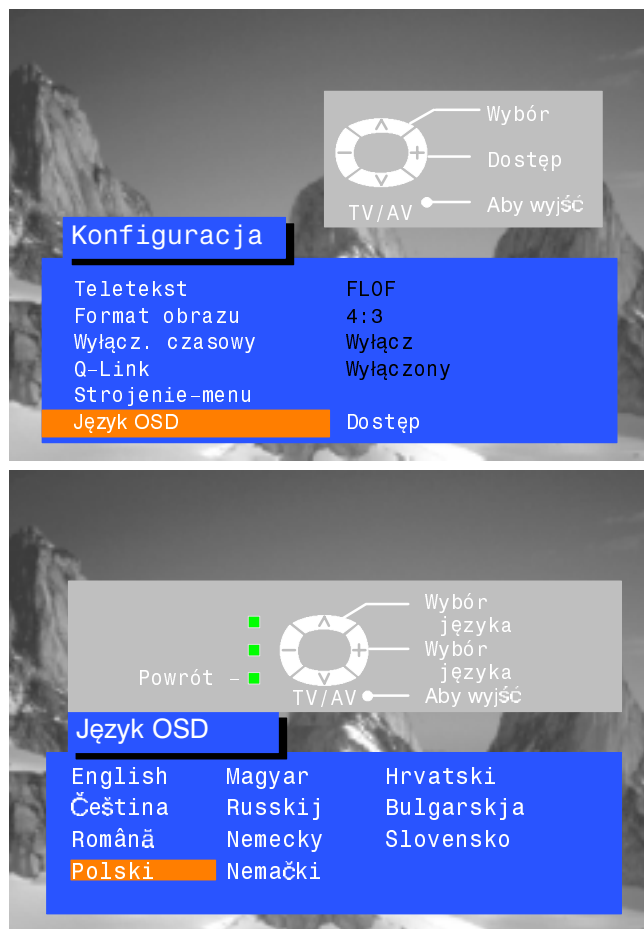 Wybór
Dostęp
TV/AV Aby wyjść
Konfiguracja
Teletekst FLOF
Format obrazu 4:3
Wyłącz. czasowy Wyłącz
Q-Link Wyłączony
Strojenie-menu
Język OSD Dostęp
Wybór
języka
Wybór
języka
Powrót -
TV/AV Aby wyjść
Język OSD
English Magyar Hrvatski
Čeština Russkij Bulgarskja
Română Nemecky Slovensko
Polski Nemački